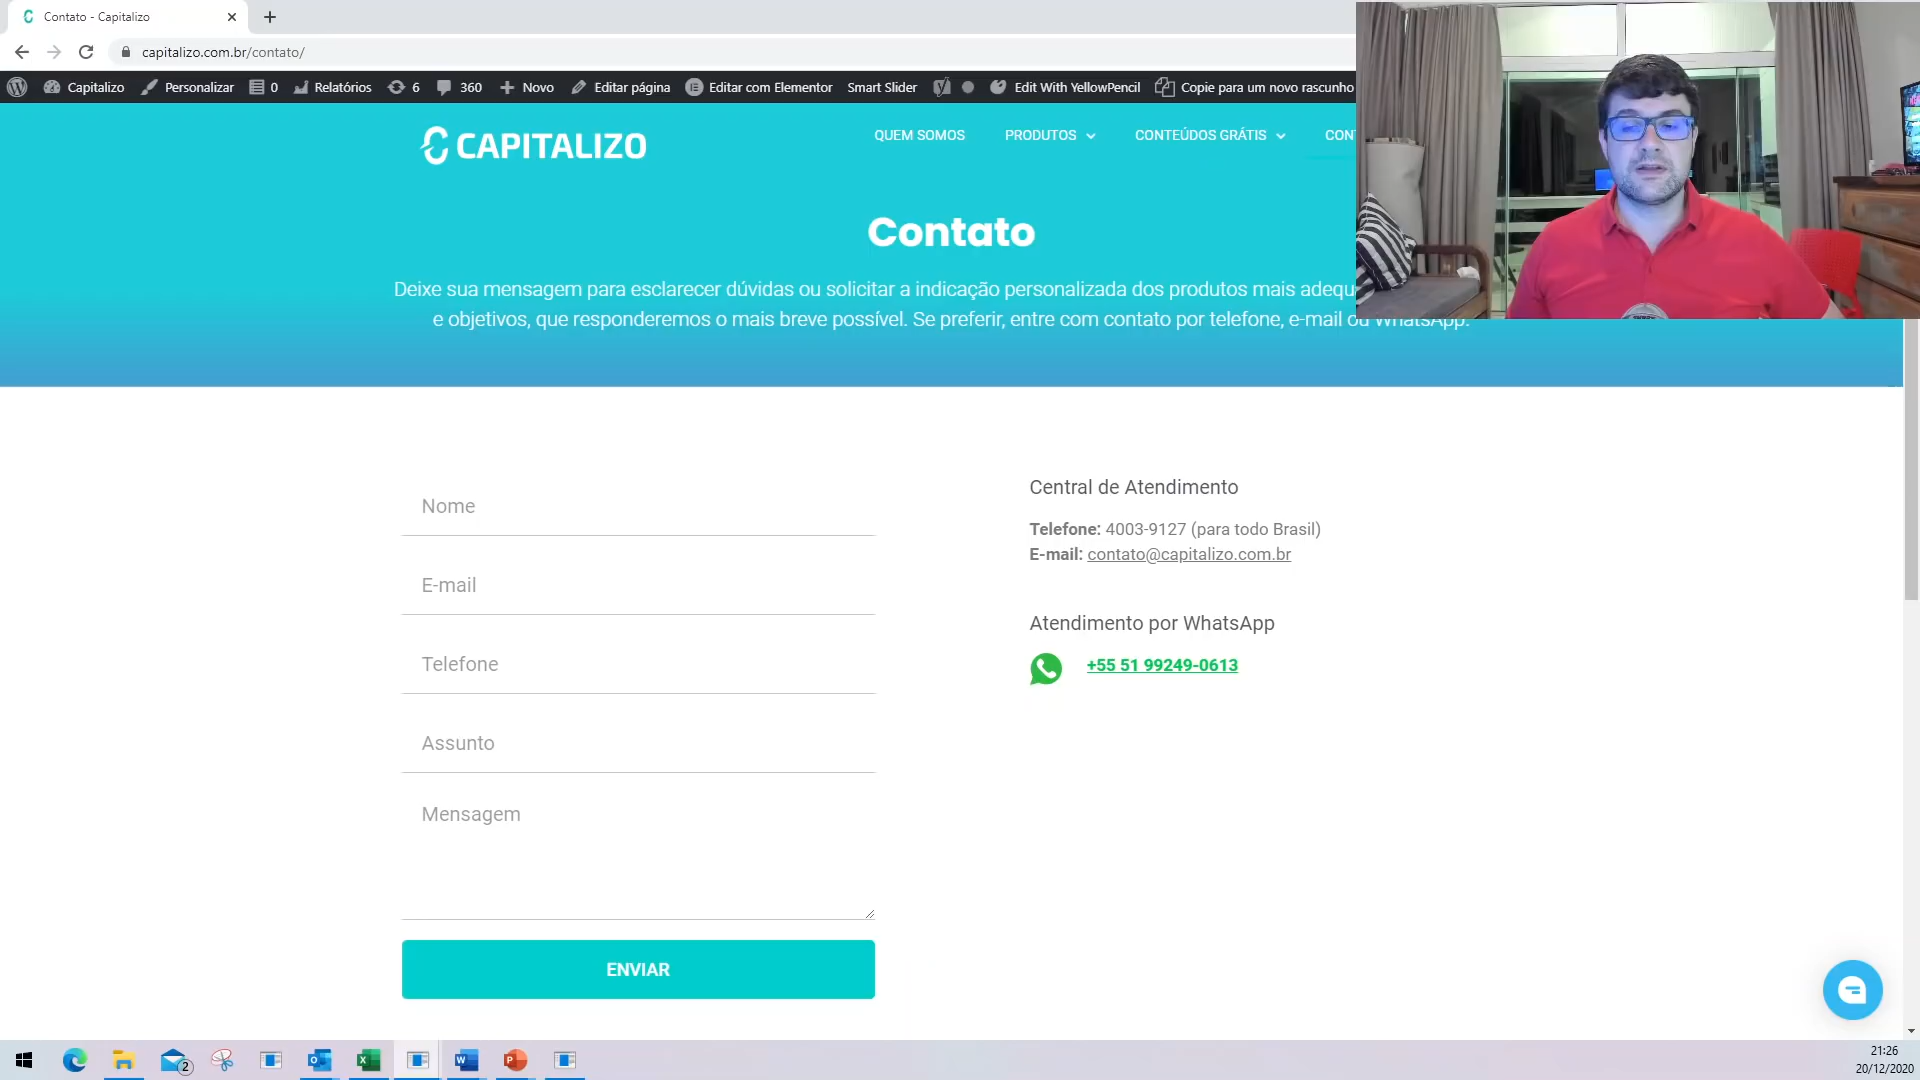 Contato - Capitalizo
capitalizo.com.br/contato/
Capitalizo Personalizar 0 Relatórios 6 360 Novo Editar página Editar com Elementor Smart Slider Edit With YellowPencil Copie para um novo rascunho
CAPITALIZO
QUEM SOMOS PRODUTOS CONTEÚDOS GRÁTIS CON
Contato
Deixe sua mensagem para esclarecer dúvidas ou solicitar a indicação personalizada dos produtos mais adequ
e objetivos, que responderemos o mais breve possível. Se preferir, entre com contato por telefone, e-mail ou WhatsApp.
Nome
E-mail
Telefone
Assunto
Mensagem
ENVIAR
Central de Atendimento
Telefone: 4003-9127 (para todo Brasil)
E-mail: contato@capitalizo.com.br
Atendimento por WhatsApp
+55 51 99249-0613
2
21:26
20/12/2020